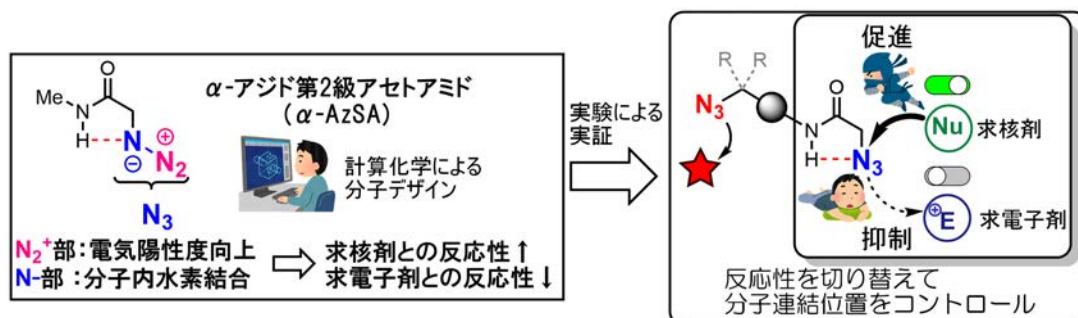 α-アジド第2級アセトアミド
(α-AzSA)
O
Me
N
H
N
⊕
⊖
N2
N3
計算化学による
分子デザイン
N2+部：電気陽性度向上
N-部：分子内水素結合
求核剤との反応性↑
求電子剤との反応性↓
実験による
実証
R R
N3
O
N
H
N3
促進
Nu 求核剤
⊕E 求電子剤
抑制
反応性を切り替えて
分子連結位置をコントロール